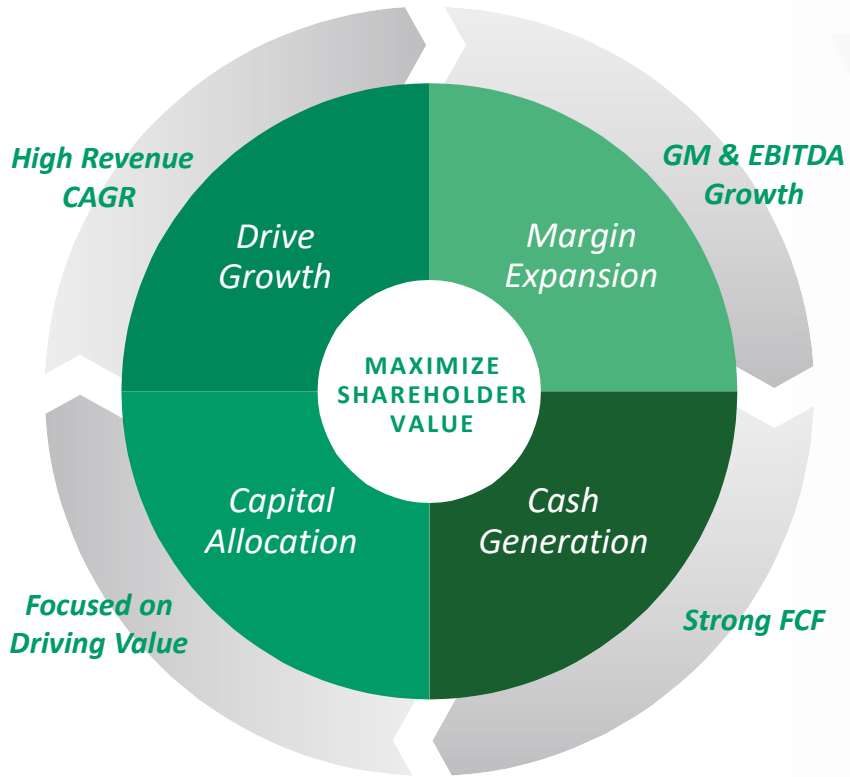 High Revenue
CAGR
GM & EBITDA
Growth
Drive
Growth
Margin
Expansion
MAXIMIZE
SHAREHOLDER
VALUE
Capital
Allocation
Cash
Generation
Focused on
Driving Value
Strong FCF